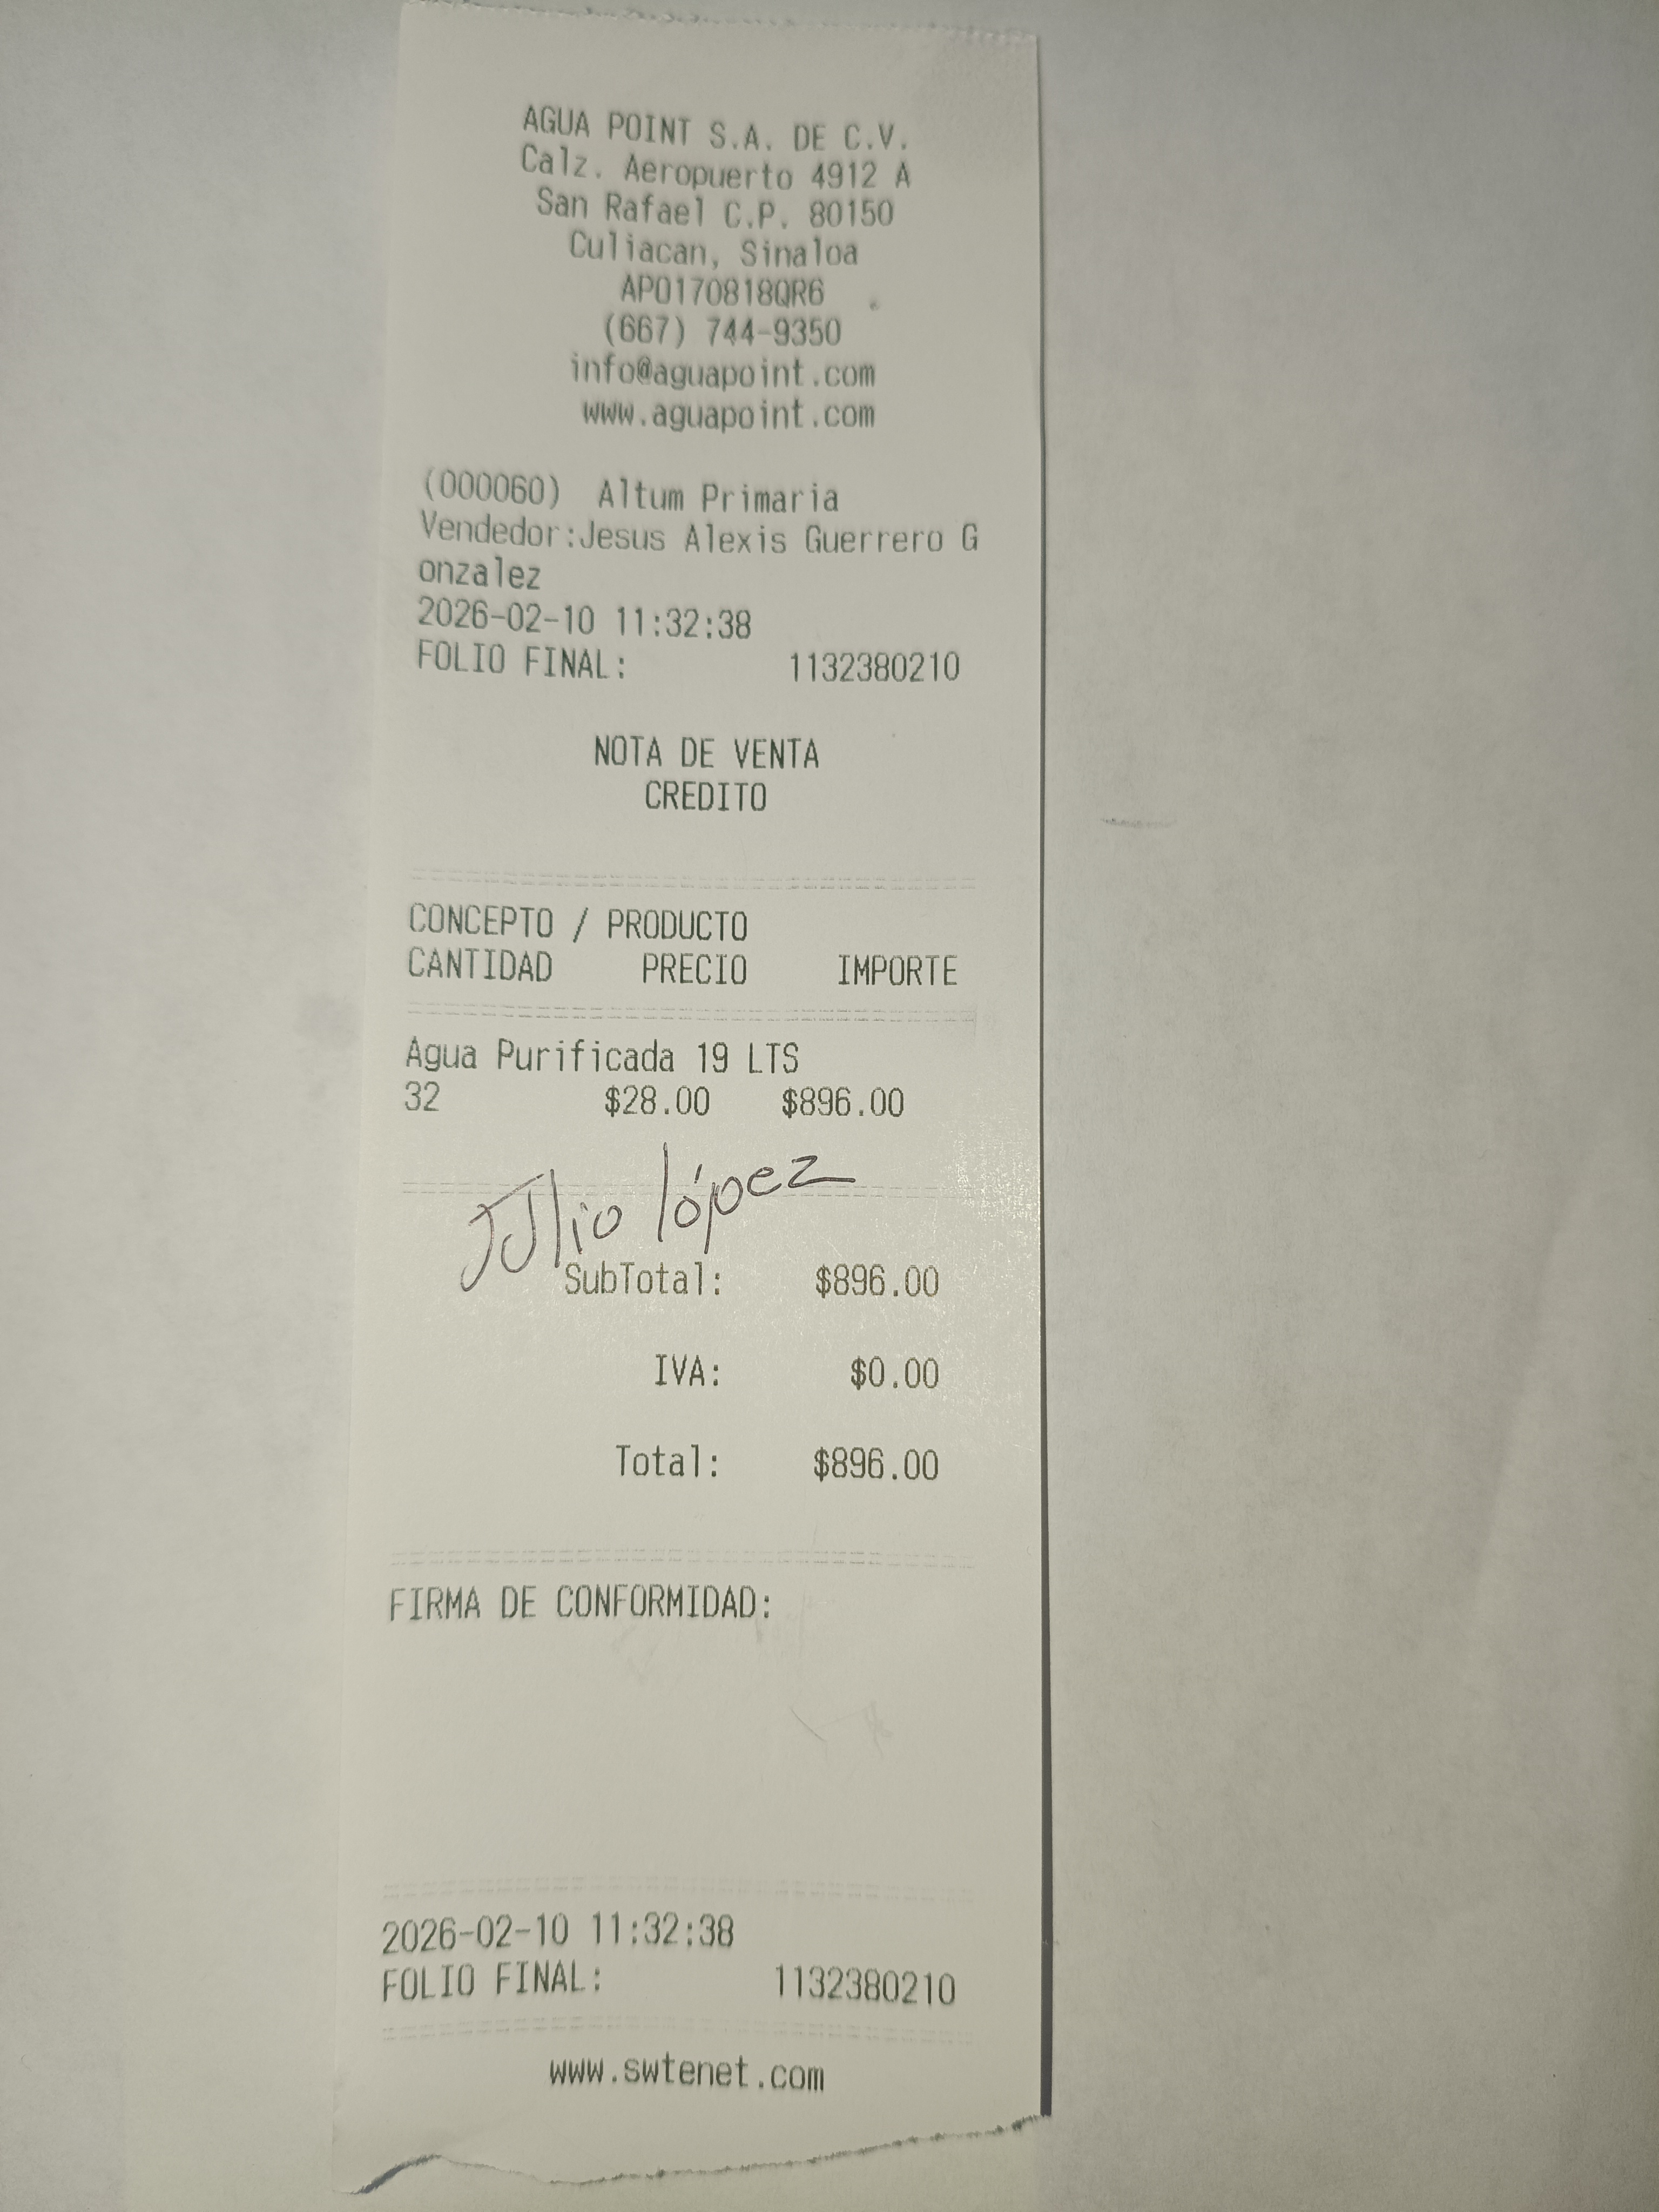 AGUA POINT S.A. DE C.V.
Calz. Aeropuerto 4912 A
San Rafael C.P. 80150
Culiacan, Sinaloa
APO170818QR6
(667) 744-9350
info@aguapoint.com
www.aguapoint.com
(000060) Altum Primaria
Vendedor:Jesus Alexis Guerrero G
onzalez
2026-02-10 11:32:38
FOLIO FINAL: 1132380210
NOTA DE VENTA
CREDITO
CONCEPTO / PRODUCTO
CANTIDAD PRECIO IMPORTE
Agua Purificada 19 LTS
32 $28.00 $896.00
JUlio lópez
SubTotal: $896.00
IVA: $0.00
Total: $896.00
FIRMA DE CONFORMIDAD:
2026-02-10 11:32:38
FOLIO FINAL: 1132380210
www.swtenet.com